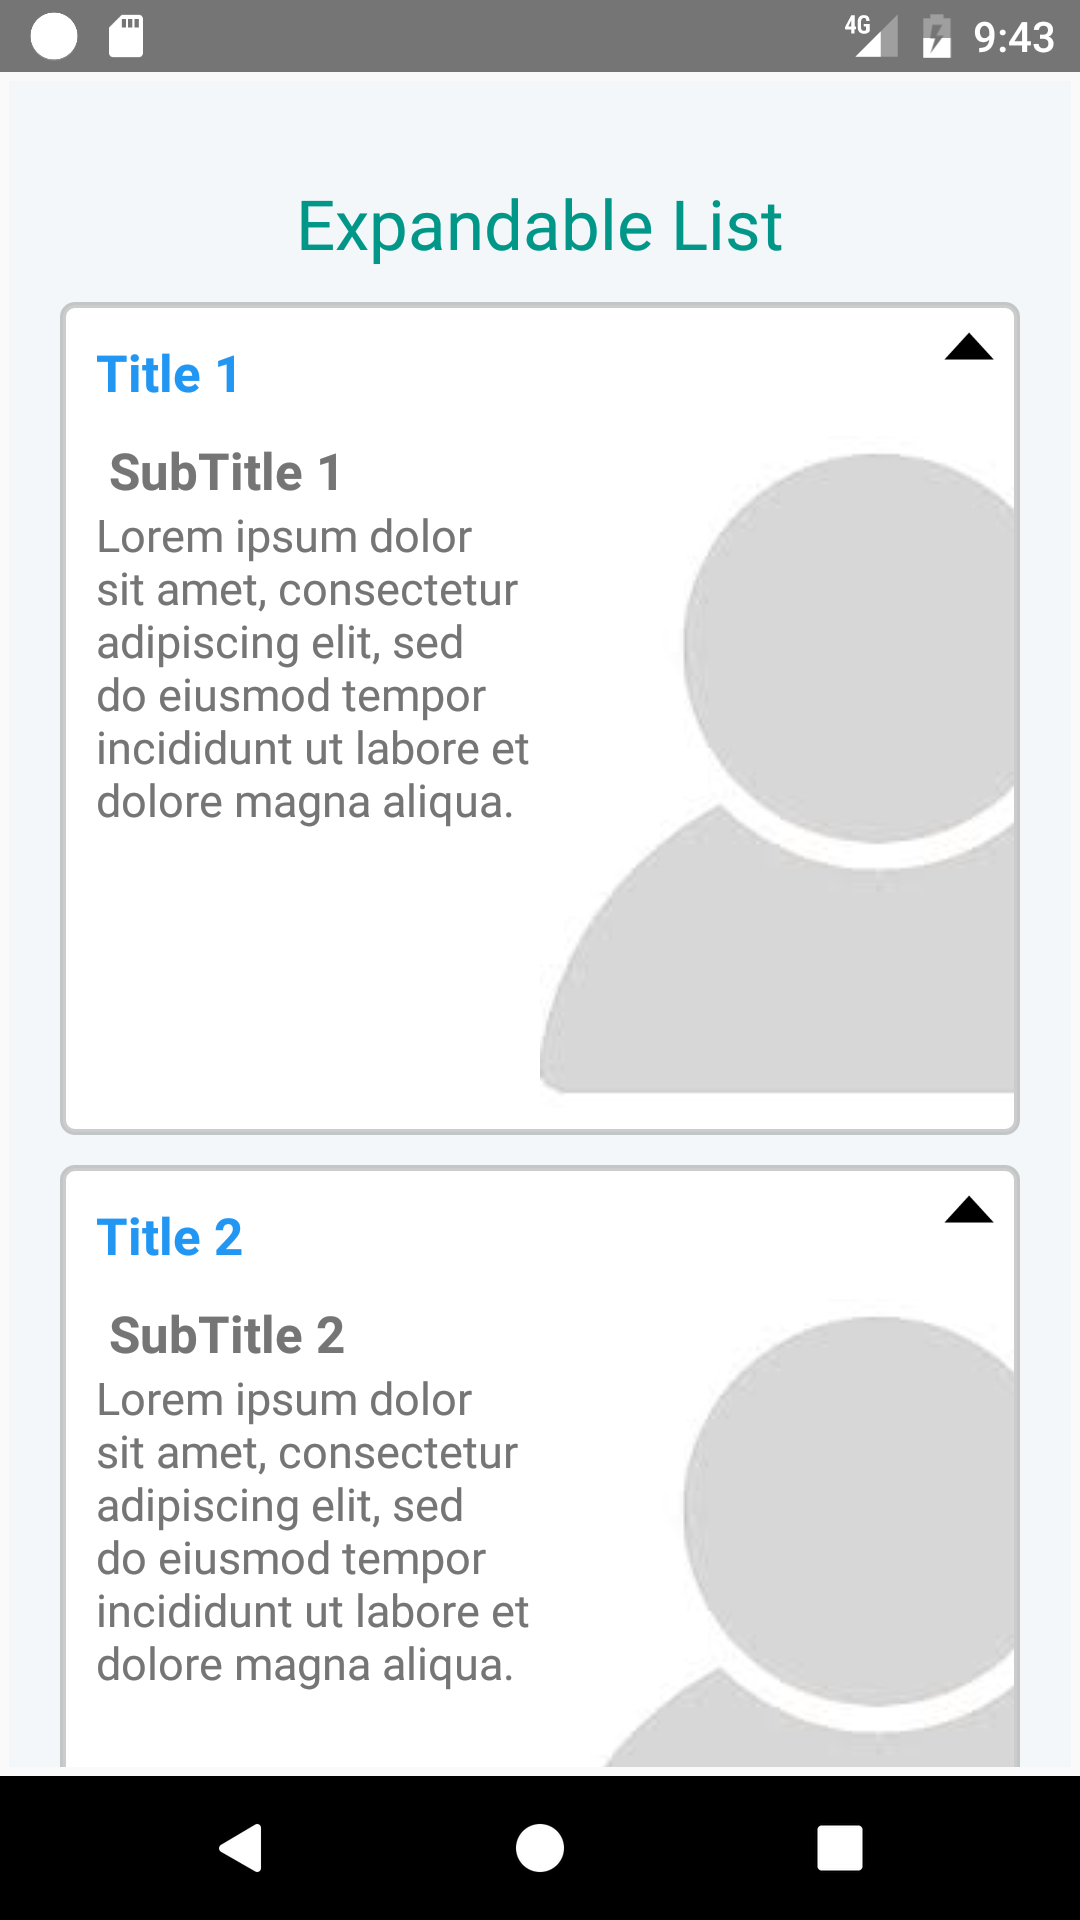 4G 9:43
Expandable List
Title 1
SubTitle 1
Lorem ipsum dolor
sit amet, consectetur
adipiscing elit, sed
do eiusmod tempor
incididunt ut labore et
dolore magna aliqua.
Title 2
SubTitle 2
Lorem ipsum dolor
sit amet, consectetur
adipiscing elit, sed
do eiusmod tempor
incididunt ut labore et
dolore magna aliqua.